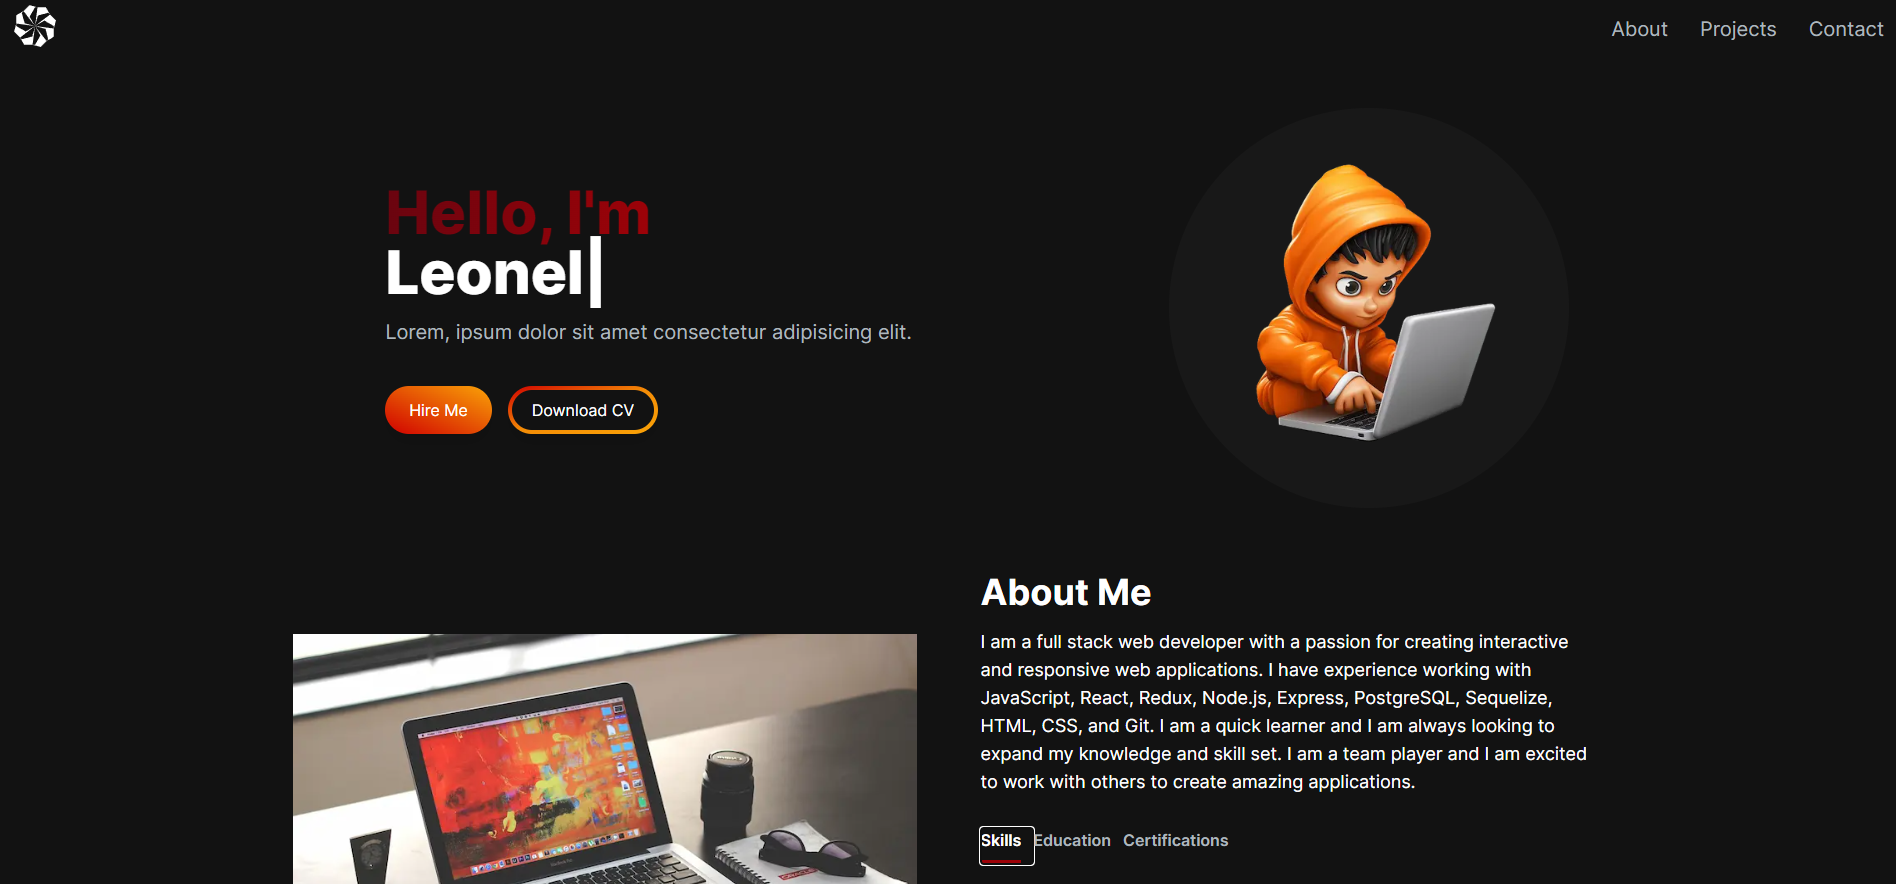 About Projects Contact
Hello, I'm
Leonel
Lorem, ipsum dolor sit amet consectetur adipisicing elit.
Hire Me Download CV
About Me
I am a full stack web developer with a passion for creating interactive
and responsive web applications. I have experience working with
JavaScript, React, Redux, Node.js, Express, PostgreSQL, Sequelize,
HTML, CSS, and Git. I am a quick learner and I am always looking to
expand my knowledge and skill set. I am a team player and I am excited
to work with others to create amazing applications.
Skills Education Certifications